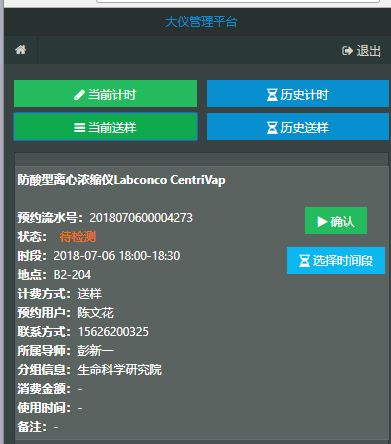 大仪管理平台
退出
当前计时
历史计时
当前送样
历史送样
防酸型离心浓缩仪Labconco CentriVap
预约流水号：2018070600004273
确认
状态： 待检测
时段：2018-07-06 18:00-18:30
选择时间段
地点：B2-204
计费方式：送样
预约用户：陈文花
联系方式：15626200325
所属导师：彭新一
分组信息：生命科学研究院
消费金额：-
使用时间：-
备注：-